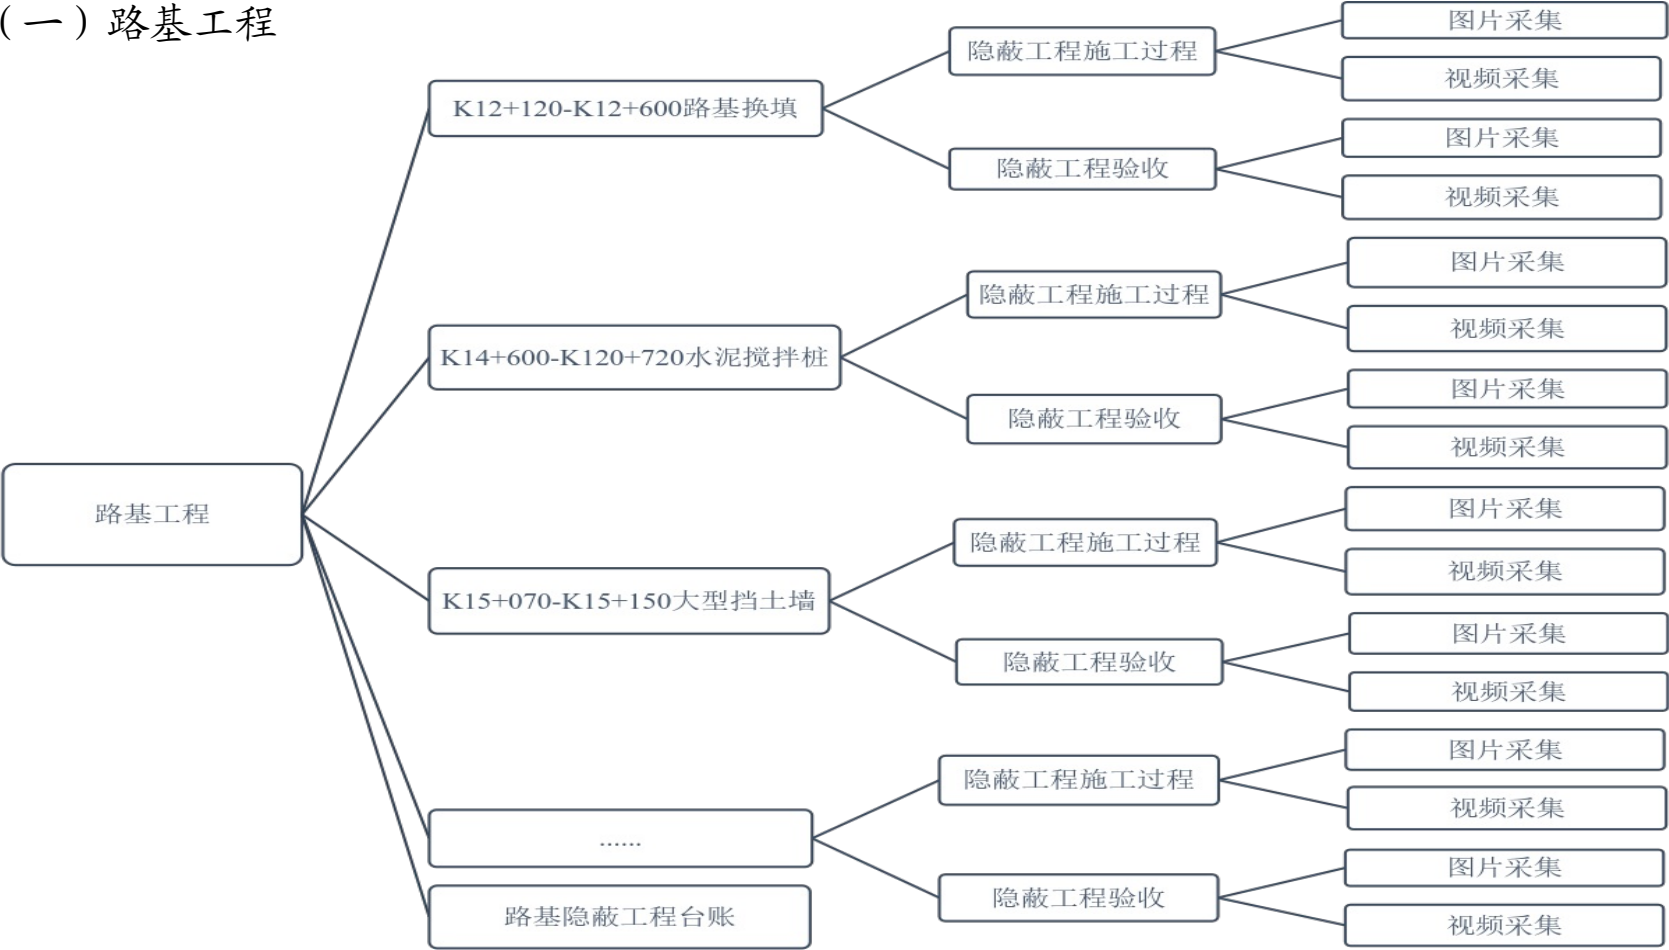 （一）路基工程
路基工程
K12+120-K12+600路基换填
隐蔽工程施工过程
图片采集
视频采集
隐蔽工程验收
图片采集
视频采集
K14+600-K120+720水泥搅拌桩
隐蔽工程施工过程
图片采集
视频采集
隐蔽工程验收
图片采集
视频采集
K15+070-K15+150大型挡土墙
隐蔽工程施工过程
图片采集
视频采集
隐蔽工程验收
图片采集
视频采集
......
隐蔽工程施工过程
图片采集
视频采集
隐蔽工程验收
图片采集
视频采集
路基隐蔽工程台账